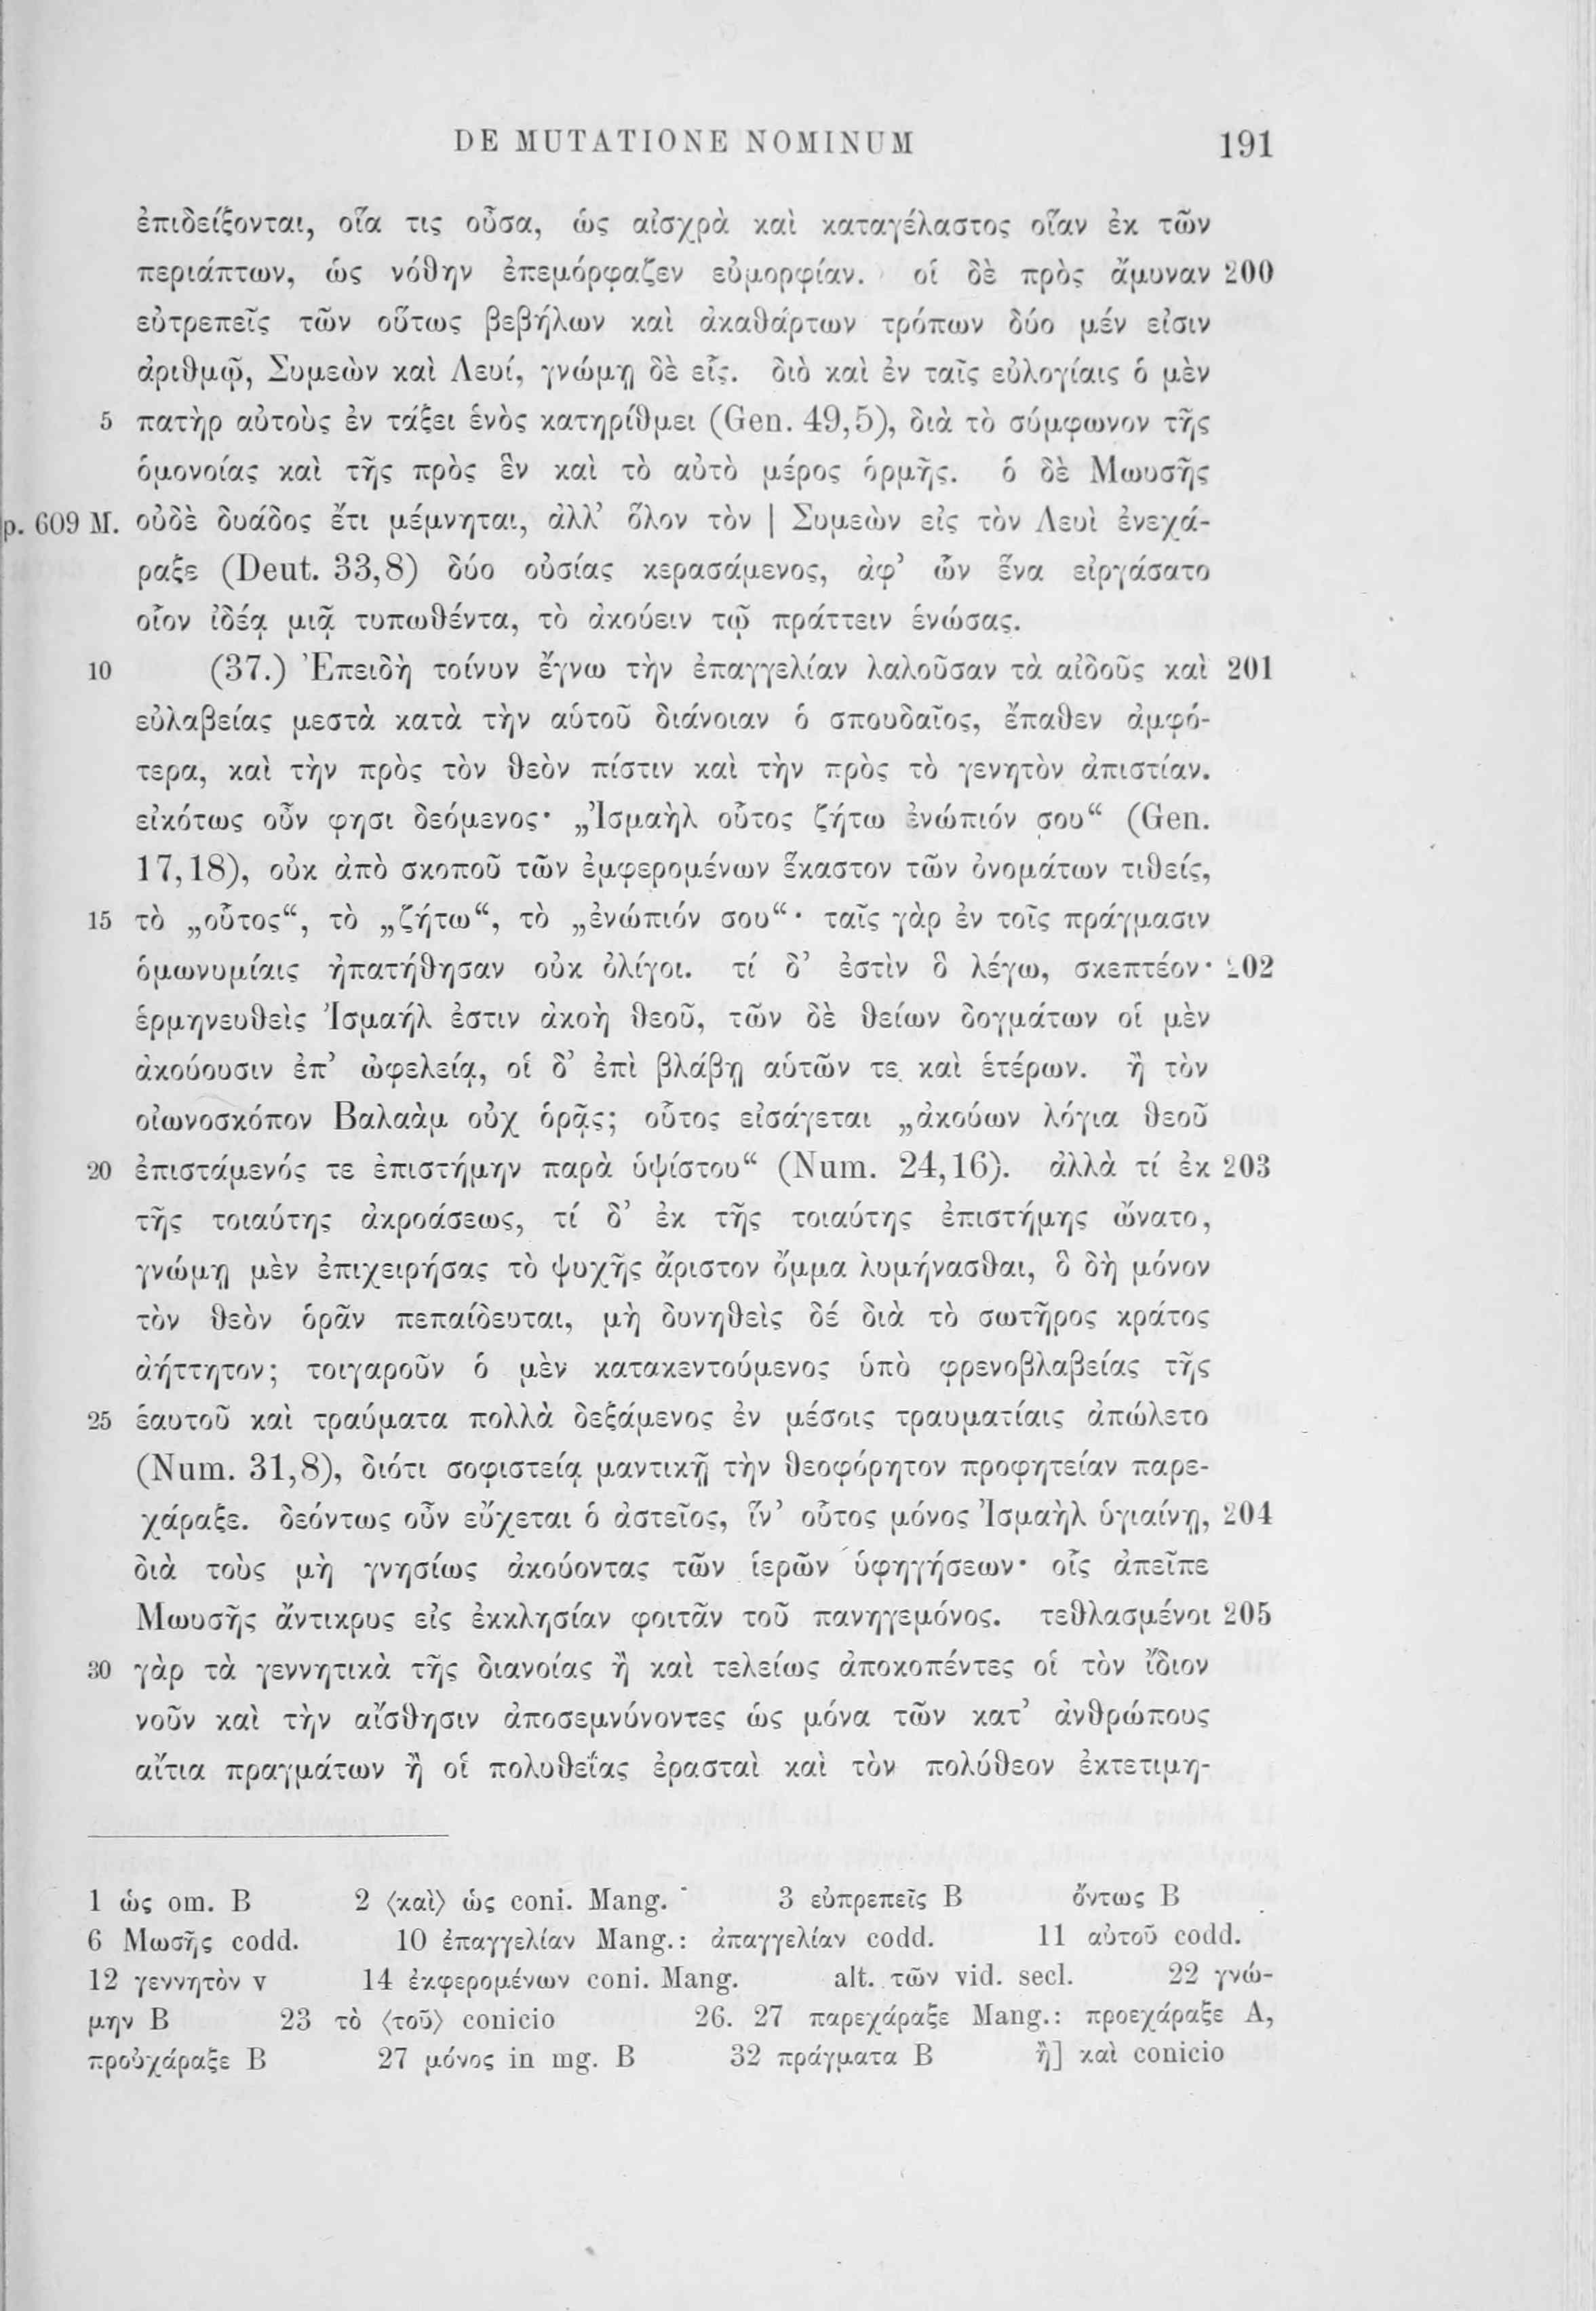 DE MUTATIONE NOMINUM 191
ἐπιδείξονται, οἵα τις οὖσα, ὡς αἰσχρὰ καὶ καταγέλαστος οἵαν ἐκ τῶν
περιάπτων, ὡς νόθην ἐπεμόρφαζεν εὐμορφίαν. οἱ δὲ πρὸς ἄμυναν 200
εὐτρεπεῖς τῶν οὕτως βεβήλων καὶ ἀκαθάρτων τρόπων δύο μέν εἰσιν
ἀριθμῷ, Συμεὼν καὶ Λευί, γνώμῃ δὲ εἷς. διὸ καὶ ἐν ταῖς εὐλογίαις ὁ μὲν
5 πατὴρ αὐτοὺς ἐν τάξει ἑνὸς κατηρίθμει (Gen. 49,5), διὰ τὸ σύμφωνον τῆς
ὁμονοίας καὶ τῆς πρὸς ἓν καὶ τὸ αὐτὸ μέρος ὁρμῆς. ὁ δὲ Μωυσῆς
p. 609 M. οὐδὲ δυάδος ἔτι μέμνηται, ἀλλ’ ὅλον τὸν | Συμεὼν εἰς τὸν Λευὶ ἐνεχά-
ραξε (Deut. 33,8) δύο οὐσίας κερασάμενος, ἀφ’ ὧν ἕνα εἰργάσατο
οἷον ἰδέᾳ μιᾷ τυπωθέντα, τὸ ἀκούειν τῷ πράττειν ἑνώσας.
10 (37.) Ἐπειδὴ τοίνυν ἔγνω τὴν ἐπαγγελίαν λαλοῦσαν τὰ αἰδοῦς καὶ 201
εὐλαβείας μεστὰ κατὰ τὴν αὑτοῦ διάνοιαν ὁ σπουδαῖος, ἔπαθεν ἀμφό-
τερα, καὶ τὴν πρὸς τὸν θεὸν πίστιν καὶ τὴν πρὸς τὸ γενητὸν ἀπιστίαν.
εἰκότως οὖν φησι δεόμενος· „Ἰσμαὴλ οὗτος ζήτω ἐνώπιόν σου“ (Gen.
17,18), οὐκ ἀπὸ σκοποῦ τῶν ἐμφερομένων ἕκαστον τῶν ὀνομάτων τιθείς,
15 τὸ „οὗτος“, τὸ „ζήτω“, τὸ „ἐνώπιόν σου“· ταῖς γὰρ ἐν τοῖς πράγμασιν
ὁμωνυμίαις ἠπατήθησαν οὐκ ὀλίγοι. τί δ’ ἐστὶν ὃ λέγω, σκεπτέον· 202
ἑρμηνευθεὶς Ἰσμαήλ ἐστιν ἀκοὴ θεοῦ, τῶν δὲ θείων δογμάτων οἱ μὲν
ἀκούουσιν ἐπ’ ὠφελείᾳ, οἱ δ’ ἐπὶ βλάβῃ αὑτῶν τε καὶ ἑτέρων. ἢ τὸν
οἰωνοσκόπον Βαλαὰμ οὐχ ὁρᾷς; οὗτος εἰσάγεται „ἀκούων λόγια θεοῦ
20 ἐπιστάμενός τε ἐπιστήμην παρὰ ὑψίστου“ (Num. 24,16). ἀλλὰ τί ἐκ 203
τῆς τοιαύτης ἀκροάσεως, τί δ’ ἐκ τῆς τοιαύτης ἐπιστήμης ὤνατο,
γνώμῃ μὲν ἐπιχειρήσας τὸ ψυχῆς ἄριστον ὄμμα λυμήνασθαι, ὃ δὴ μόνον
τὸν θεὸν ὁρᾶν πεπαίδευται, μὴ δυνηθεὶς δέ διὰ τὸ σωτῆρος κράτος
ἀήττητον; τοιγαροῦν ὁ μὲν κατακεντούμενος ὑπὸ φρενοβλαβείας τῆς
25 ἑαυτοῦ καὶ τραύματα πολλὰ δεξάμενος ἐν μέσοις τραυματίαις ἀπώλετο
(Num. 31,8), διότι σοφιστείᾳ μαντικῇ τὴν θεοφόρητον προφητείαν παρε-
χάραξε. δεόντως οὖν εὔχεται ὁ ἀστεῖος, ἵν’ οὗτος μόνος Ἰσμαὴλ ὑγιαίνῃ, 204
διὰ τοὺς μὴ γνησίως ἀκούοντας τῶν ἱερῶν ὑφηγήσεων· οἷς ἀπεῖπε
Μωυσῆς ἄντικρυς εἰς ἐκκλησίαν φοιτᾶν τοῦ πανηγεμόνος. τεθλασμένοι 205
30 γὰρ τὰ γεννητικὰ τῆς διανοίας ἢ καὶ τελείως ἀποκοπέντες οἱ τὸν ἴδιον
νοῦν καὶ τὴν αἴσθησιν ἀποσεμνύνοντες ὡς μόνα τῶν κατ’ ἀνθρώπους
αἴτια πραγμάτων ἢ οἱ πολυθεΐας ἐρασταὶ καὶ τὸν πολύθεον ἐκτετιμη-
1 ὡς om. B 2 ⟨καὶ⟩ ὡς coni. Mang. 3 εὐπρεπεῖς B ὄντως B
6 Μωσῆς codd. 10 ἐπαγγελίαν Mang.: ἀπαγγελίαν codd. 11 αὐτοῦ codd.
12 γεννητὸν v 14 ἐκφερομένων coni. Mang. alt. τῶν vid. secl. 22 γνώ-
μην B 23 τὸ ⟨τοῦ⟩ conicio 26. 27 παρεχάραξε Mang.: προεχάραξε A,
προὐχάραξε B 27 μόνος in mg. B 32 πράγματα B ἢ] καὶ conicio